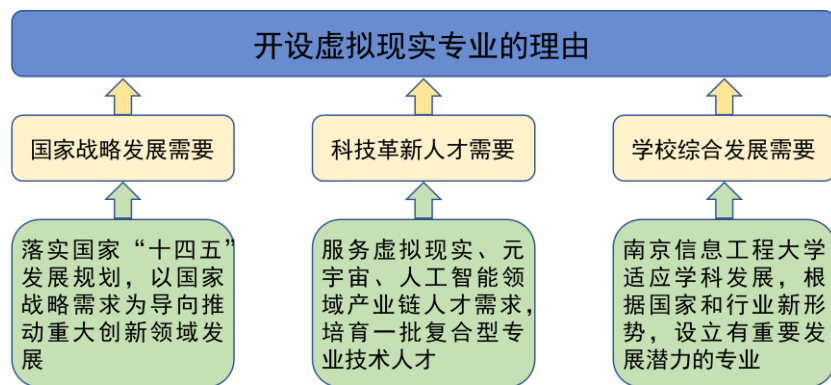 开设虚拟现实专业的理由
国家战略发展需要
科技革新人才需要
学校综合发展需要
落实国家“十四五”
发展规划，以国家
战略需求为导向推
动重大创新领域发
展
服务虚拟现实、元
宇宙、人工智能领
域产业链人才需求，
培育一批复合型专
业技术人才
南京信息工程大学
适应学科发展，根
据国家和行业新形
势，设立有重要发
展潜力的专业